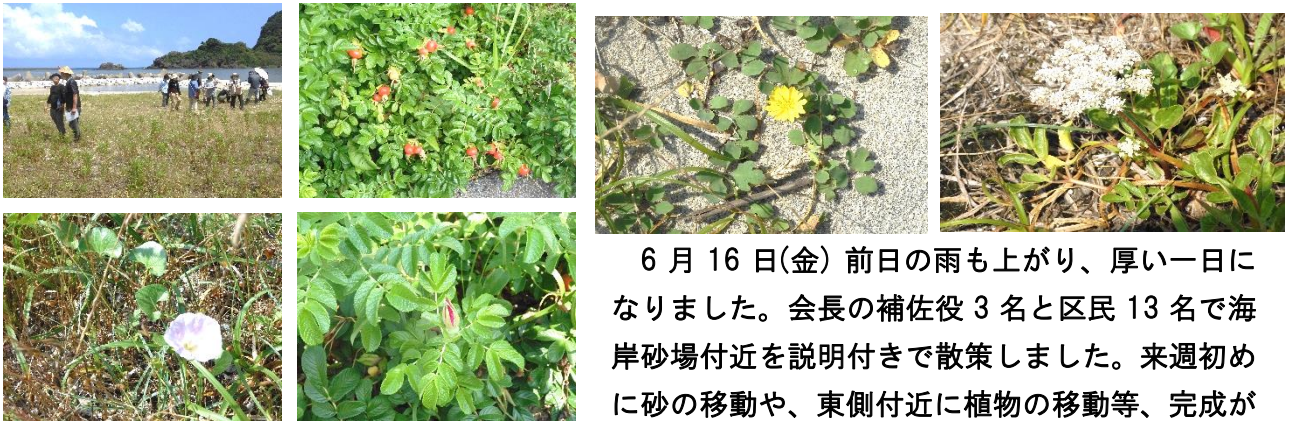 6月16日(金) 前日の雨も上がり、厚い一日に
なりました。会長の補佐役3名と区民13名で海
岸砂場付近を説明付きで散策しました。来週初め
に砂の移動や、東側付近に植物の移動等、完成が